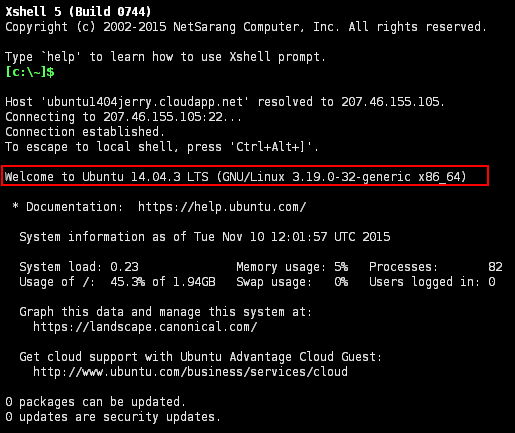 Xshell 5 (Build 0744)
Copyright (c) 2002-2015 NetSarang Computer, Inc. All rights reserved.
Type `help' to learn how to use Xshell prompt.
[c:\~]$
Host 'ubuntu1404jerry.cloudapp.net' resolved to 207.46.155.105.
Connecting to 207.46.155.105:22...
Connection established.
To escape to local shell, press 'Ctrl+Alt+]'.
Welcome to Ubuntu 14.04.3 LTS (GNU/Linux 3.19.0-32-generic x86_64)
* Documentation:  https://help.ubuntu.com/
System information as of Tue Nov 10 12:01:57 UTC 2015
System load: 0.23 Memory usage: 5% Processes: 82
Usage of /: 45.3% of 1.94GB Swap usage: 0% Users logged in: 0
Graph this data and manage this system at:
https://landscape.canonical.com/
Get cloud support with Ubuntu Advantage Cloud Guest:
http://www.ubuntu.com/business/services/cloud
0 packages can be updated.
0 updates are security updates.